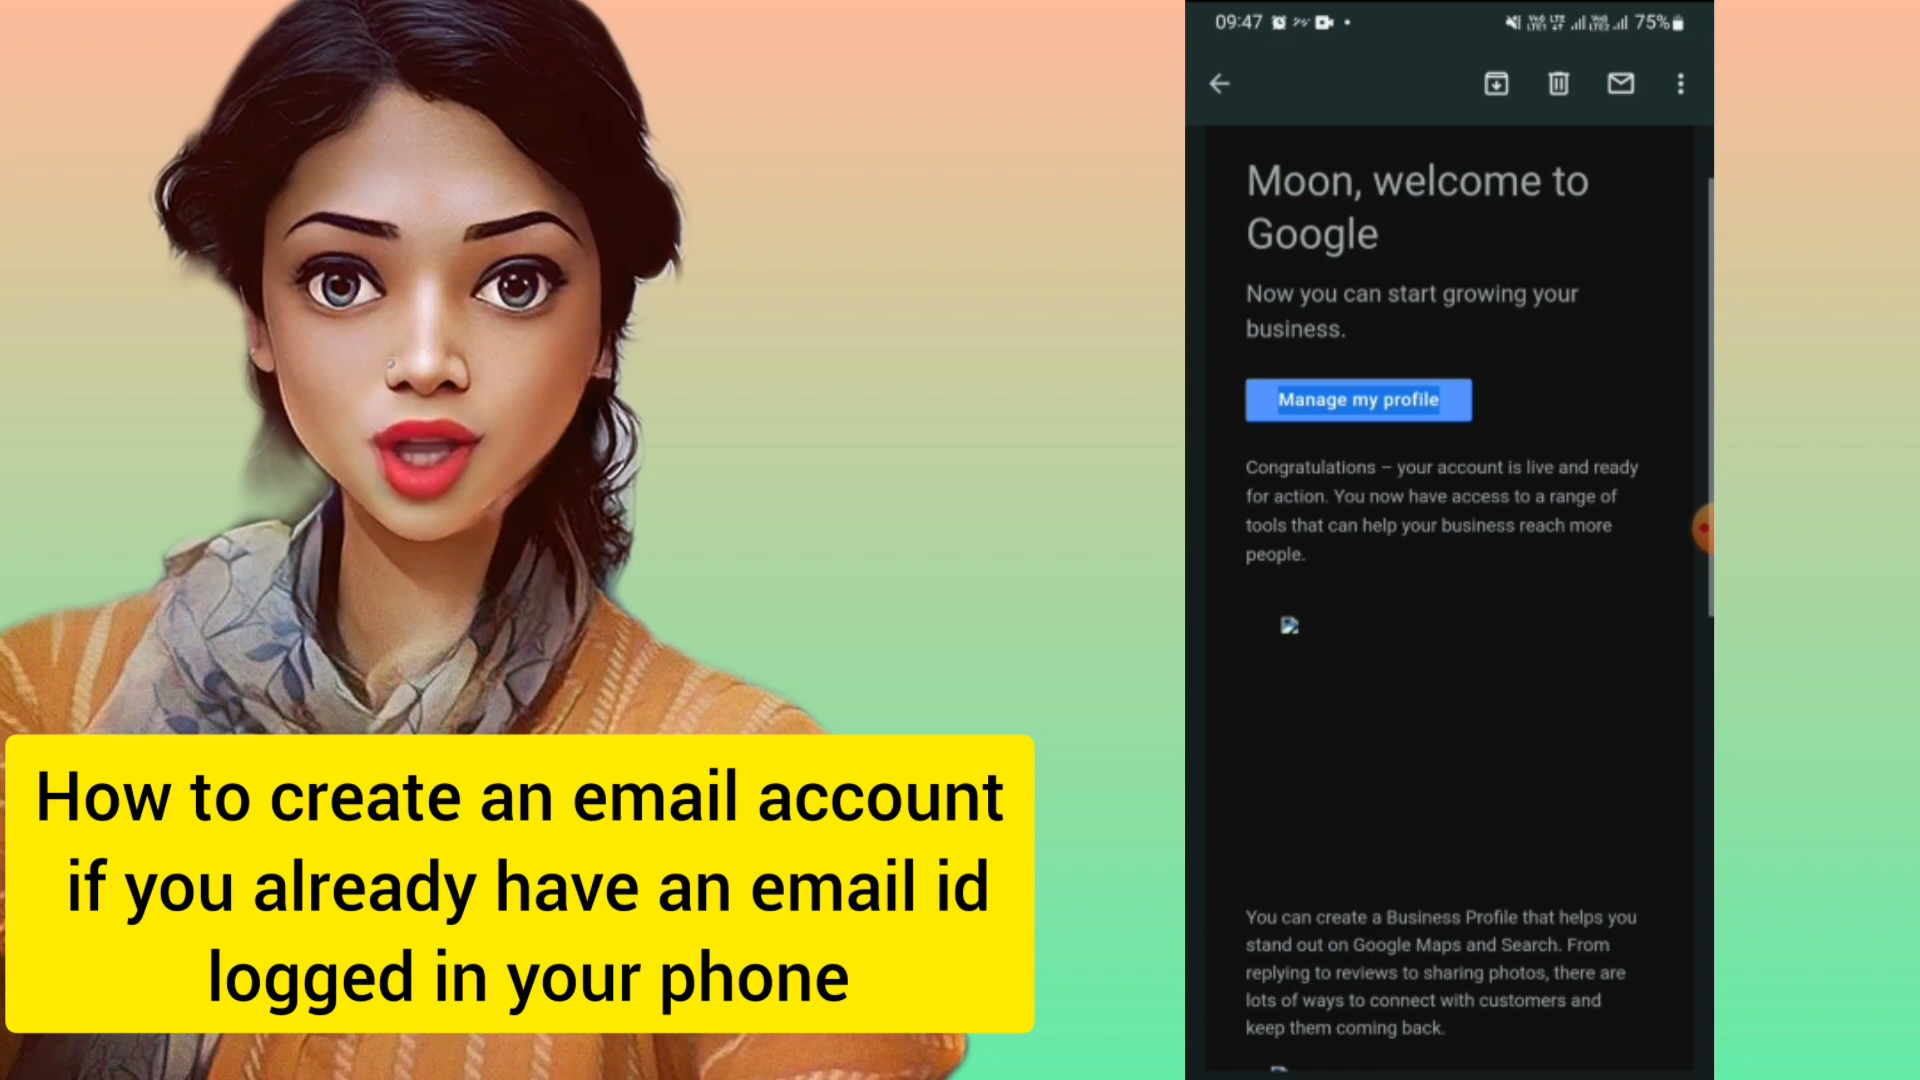 09:47
75%
Moon, welcome to
Google
Now you can start growing your
business.
Manage my profile
Congratulations – your account is live and ready
for action. You now have access to a range of
tools that can help your business reach more
people.
You can create a Business Profile that helps you
stand out on Google Maps and Search. From
replying to reviews to sharing photos, there are
lots of ways to connect with customers and
keep them coming back.
How to create an email account
if you already have an email id
logged in your phone